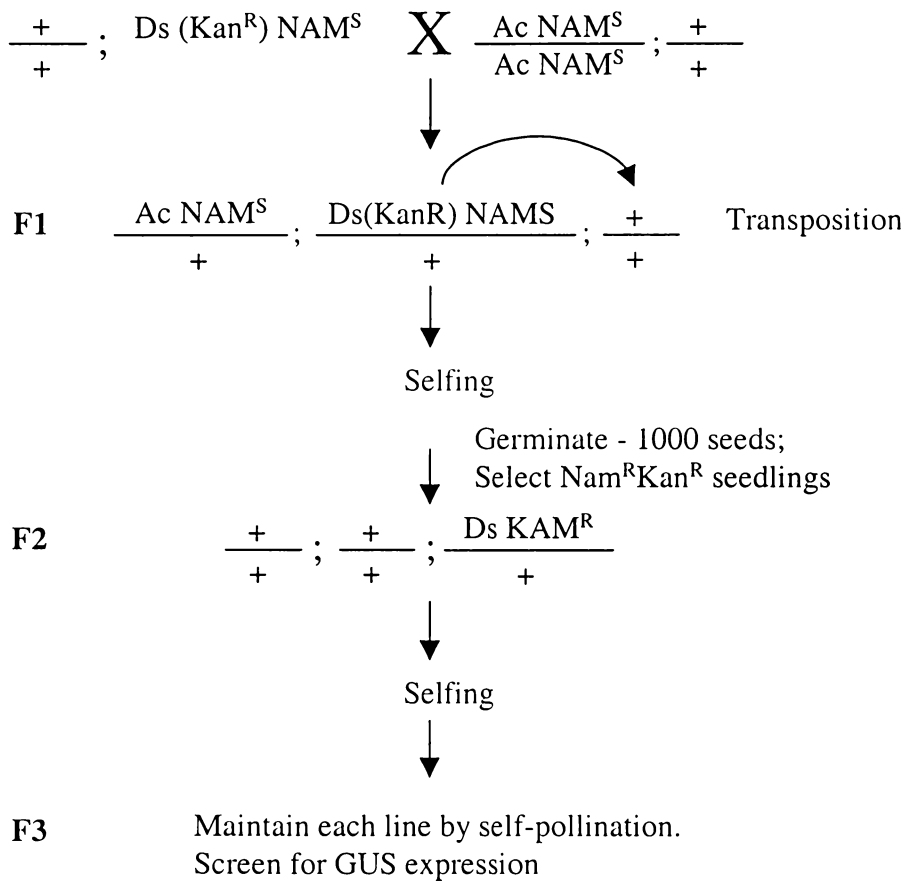 + ; Ds (Kan^R) NAM^S X Ac NAM^S ; +
+ Ac NAM^S +
F1 Ac NAM^S ; Ds(KanR) NAMS ; + Transposition
+ + +
Selfing
Germinate - 1000 seeds;
Select Nam^RKan^R seedlings
F2 + ; + ; Ds KAM^R
+ + +
Selfing
F3 Maintain each line by self-pollination.
Screen for GUS expression